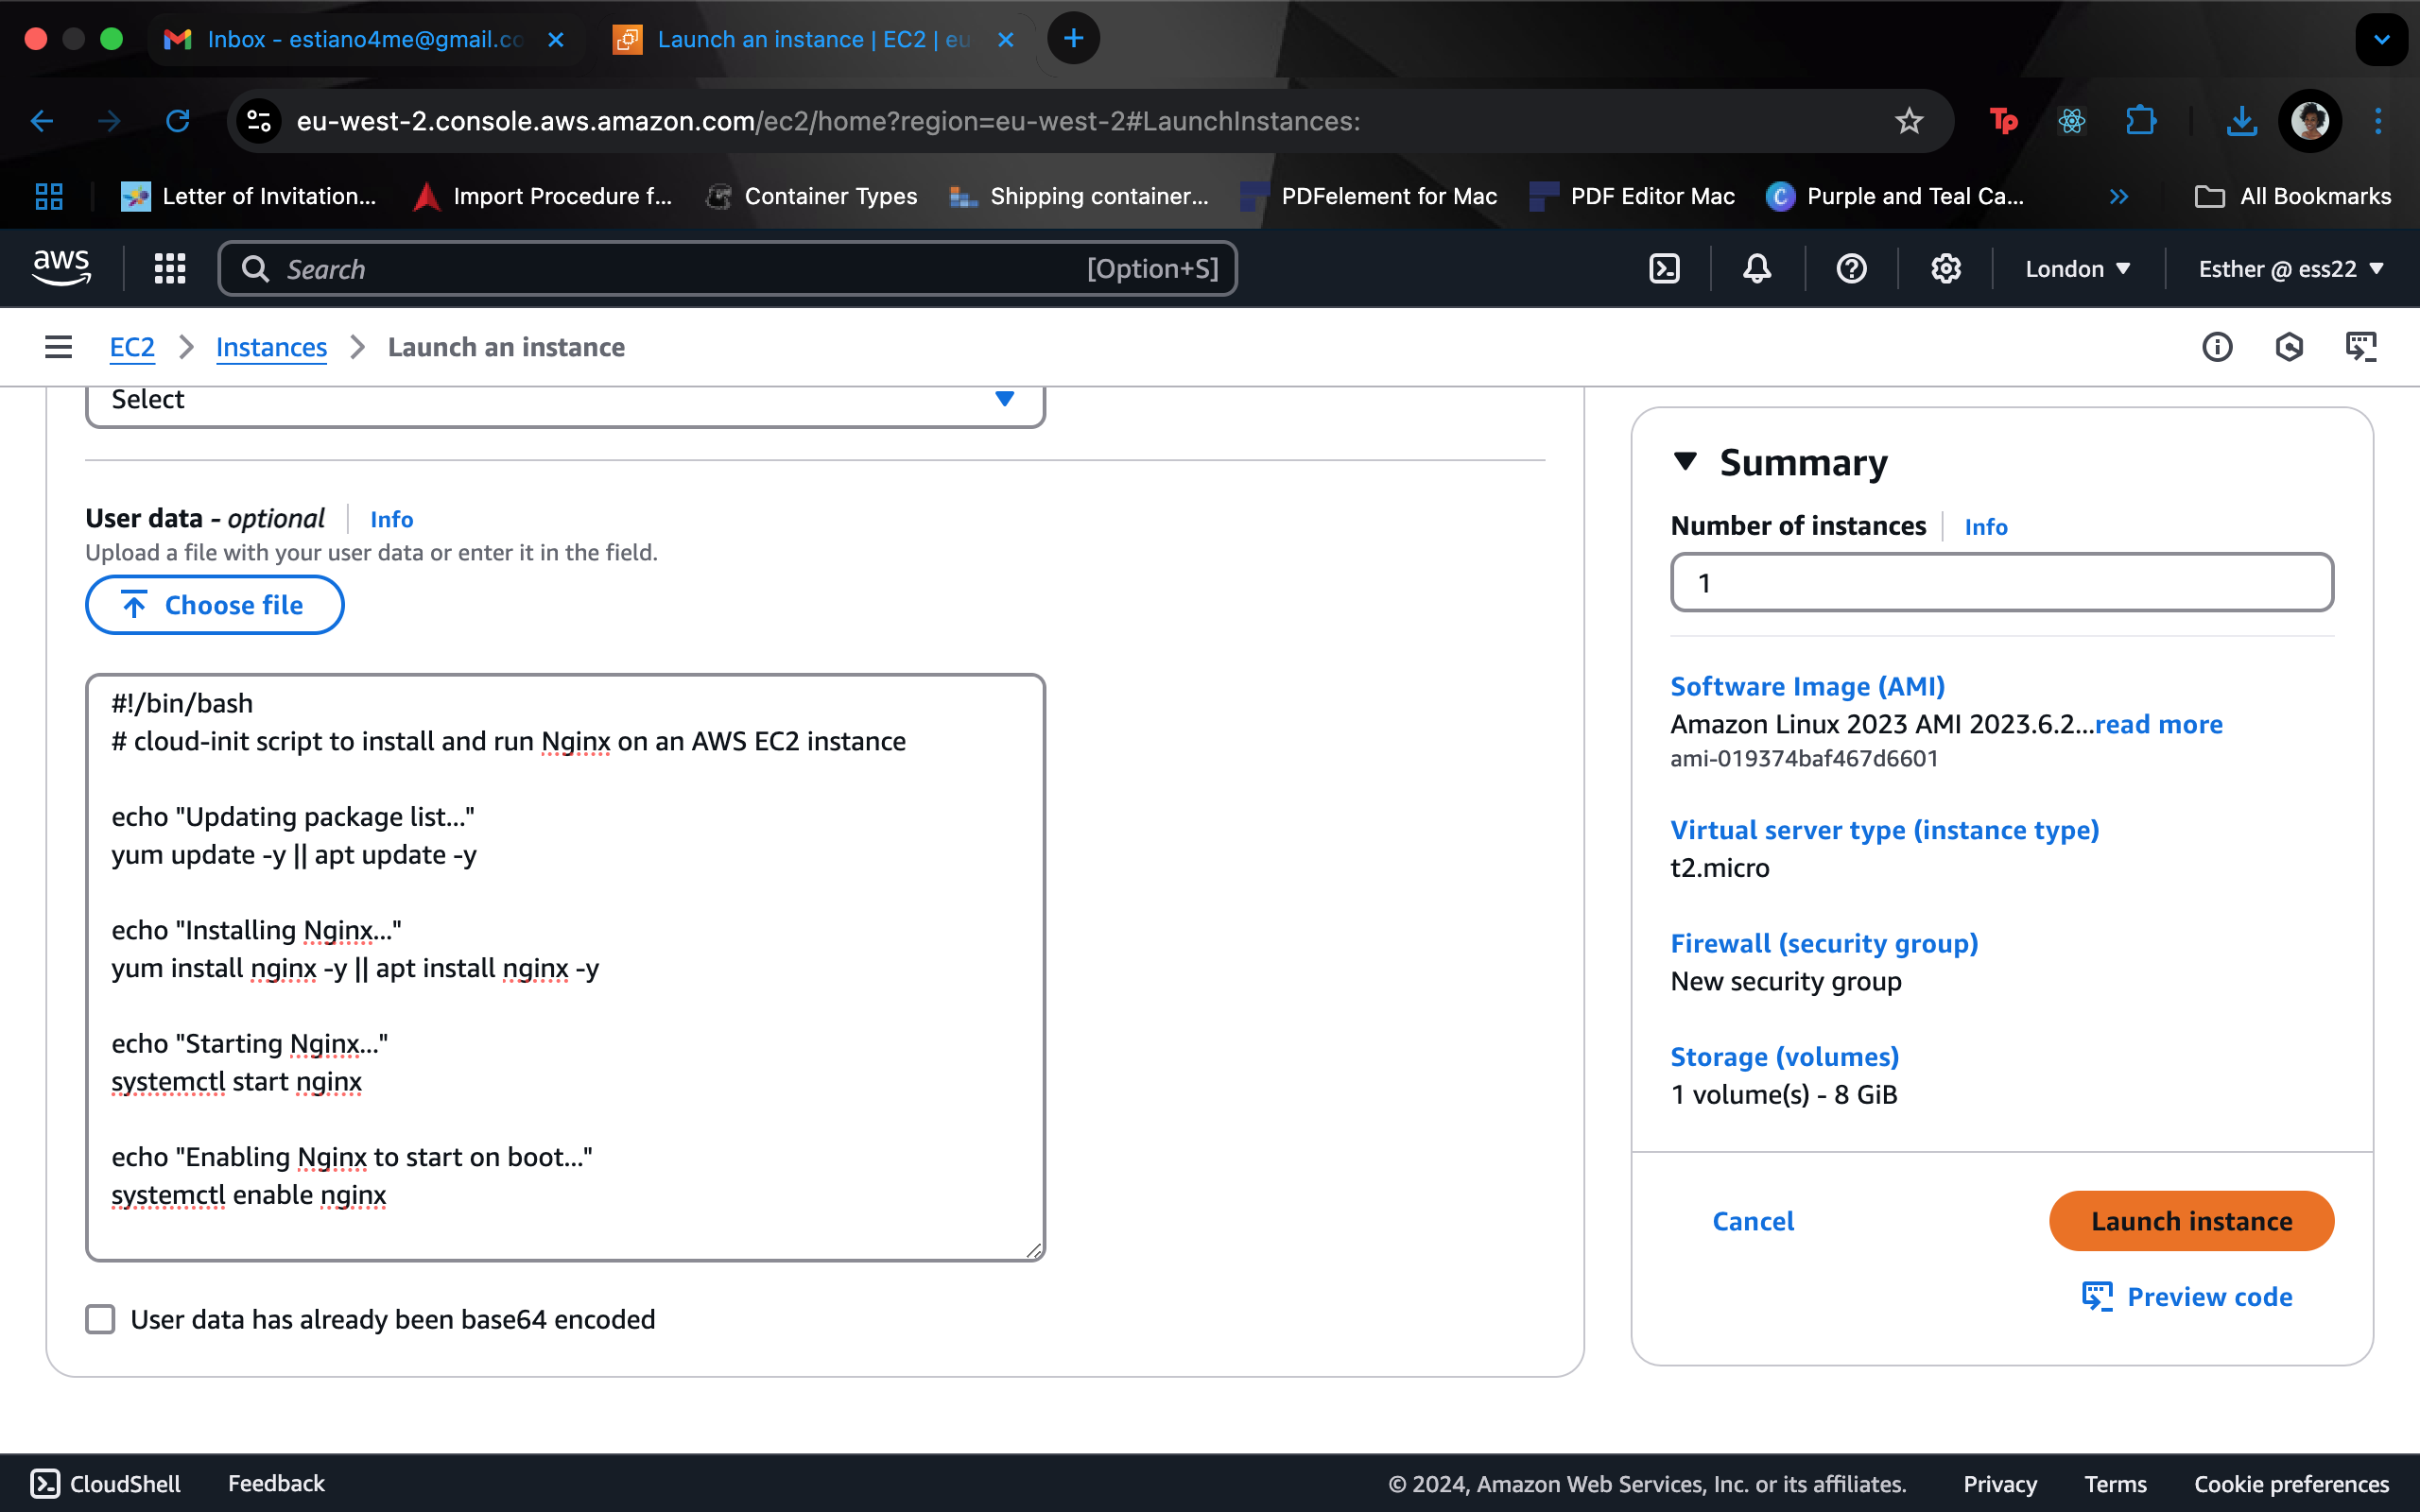 Inbox - estiano4me@gmail.co
Launch an instance | EC2 | eu
eu-west-2.console.aws.amazon.com/ec2/home?region=eu-west-2#LaunchInstances:
Tp
Letter of Invitation...
Import Procedure f...
Container Types
Shipping container...
PDFelement for Mac
PDF Editor Mac
C
Purple and Teal Ca...
All Bookmarks
aws
Search
[Option+S]
London
Esther @ ess22
EC2
Instances
Launch an instance
Select
User data - optional
Info
Upload a file with your user data or enter it in the field.
Choose file
#!/bin/bash
# cloud-init script to install and run Nginx on an AWS EC2 instance
echo "Updating package list..."
yum update -y || apt update -y
echo "Installing Nginx..."
yum install nginx -y || apt install nginx -y
echo "Starting Nginx..."
systemctl start nginx
echo "Enabling Nginx to start on boot..."
systemctl enable nginx
User data has already been base64 encoded
Summary
Number of instances
Info
1
Software Image (AMI)
Amazon Linux 2023 AMI 2023.6.2...read more
ami-019374baf467d6601
Virtual server type (instance type)
t2.micro
Firewall (security group)
New security group
Storage (volumes)
1 volume(s) - 8 GiB
Cancel
Launch instance
Preview code
CloudShell
Feedback
© 2024, Amazon Web Services, Inc. or its affiliates.
Privacy
Terms
Cookie preferences